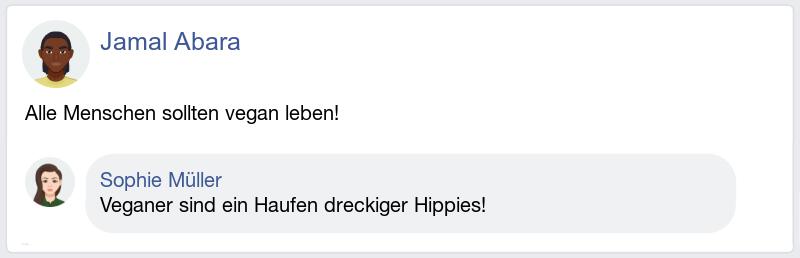 Jamal Abara
Alle Menschen sollten vegan leben!
Sophie Müller
Veganer sind ein Haufen dreckiger Hippies!